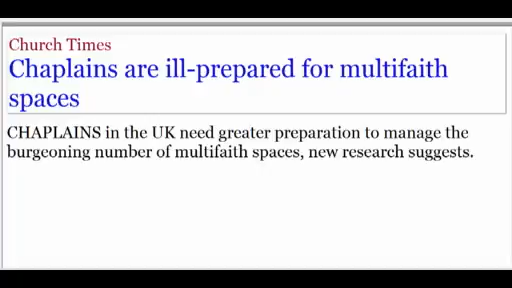 Church Times
Chaplains are ill-prepared for multifaith
spaces
CHAPLAINS in the UK need greater preparation to manage the
burgeoning number of multifaith spaces, new research suggests.